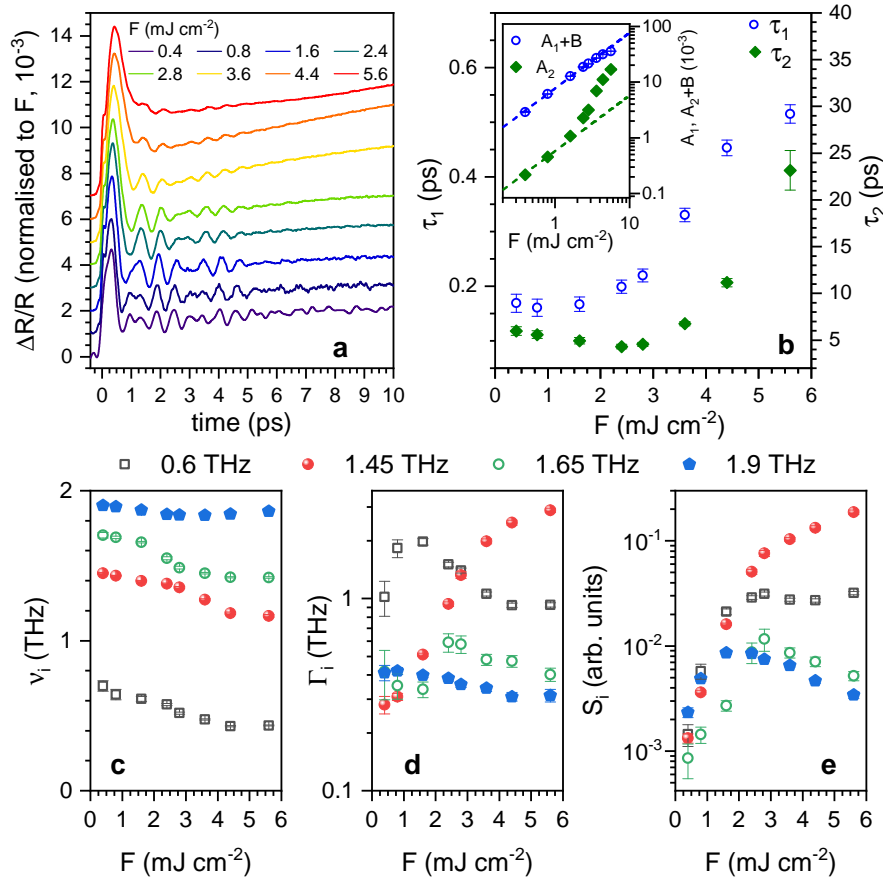 F (mJ cm-2)
0.4 0.8 1.6 2.4
2.8 3.6 4.4 5.6
ΔR/R (normalised to F, 10-3)
14
12
10
8
6
4
2
0
0 1 2 3 4 5 6 7 8 9 10
time (ps)
a
τ1 (ps)
0.6
0.4
0.2
A1+B
A2
100
10
1
0.1
A1, A2+B (10-3)
1 10
F (mJ cm-2)
τ1
τ2
40
35
30
25
20
15
10
5
τ2 (ps)
0 1 2 3 4 5 6
F (mJ cm-2)
b
0.6 THz 1.45 THz 1.65 THz 1.9 THz
νi (THz)
2
1
0
0 1 2 3 4 5 6
F (mJ cm-2)
c
Γi (THz)
1
0.1
0 1 2 3 4 5 6
F (mJ cm-2)
d
Si (arb. units)
10-1
10-2
10-3
0 1 2 3 4 5 6
F (mJ cm-2)
e